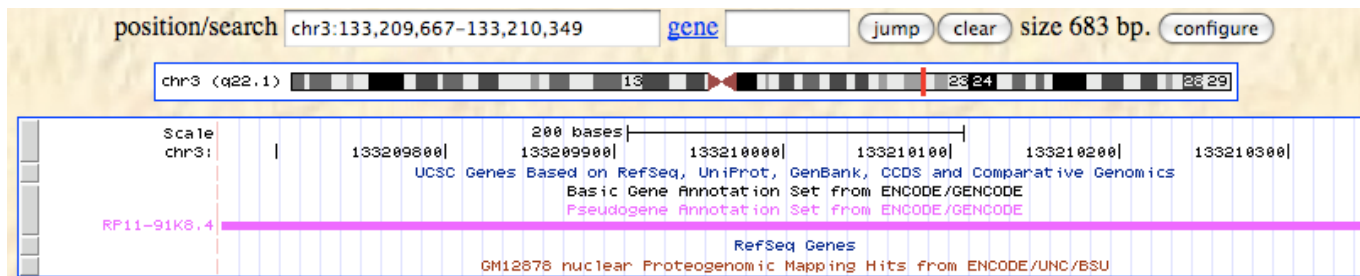 position/search chr3:133,209,667-133,210,349 gene jump clear size 683 bp. configure
chr3 (q22.1) 13 23 24 28 29
Scale 200 bases
chr3: 133209800 133209900 133210000 133210100 133210200 133210300
UCSC Genes Based on RefSeq, UniProt, GenBank, CCDS and Comparative Genomics
Basic Gene Annotation Set from ENCODE/GENCODE
Pseudogene Annotation Set from ENCODE/GENCODE
RP11-91K8.4
RefSeq Genes
GM12878 nuclear Proteogenomic Mapping Hits from ENCODE/UNC/BSU